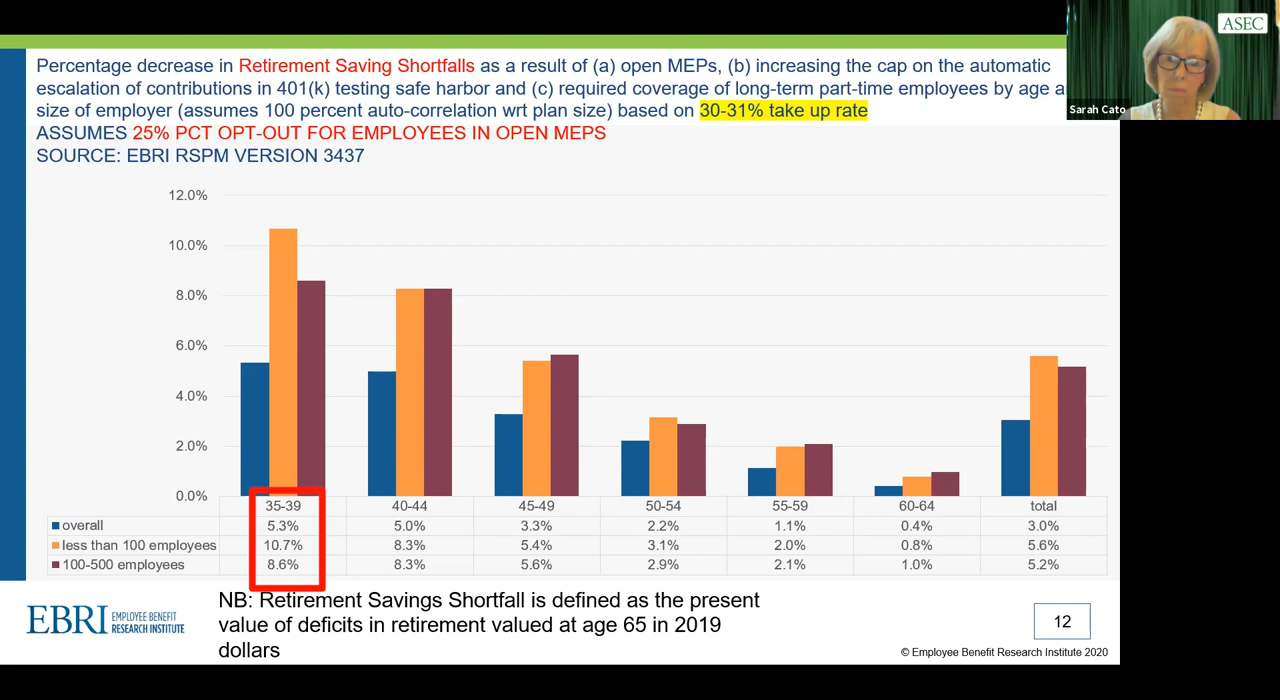 ASEC
Sarah Cato
Percentage decrease in Retirement Saving Shortfalls as a result of (a) open MEPs, (b) increasing the cap on the automatic
escalation of contributions in 401(k) testing safe harbor and (c) required coverage of long-term part-time employees by age a
size of employer (assumes 100 percent auto-correlation wrt plan size) based on 30-31% take up rate
ASSUMES 25% PCT OPT-OUT FOR EMPLOYEES IN OPEN MEPS
SOURCE: EBRI RSPM VERSION 3437
12.0%
10.0%
8.0%
6.0%
4.0%
2.0%
0.0%
35-39 40-44 45-49 50-54 55-59 60-64 total
overall 5.3% 5.0% 3.3% 2.2% 1.1% 0.4% 3.0%
less than 100 employees 10.7% 8.3% 5.4% 3.1% 2.0% 0.8% 5.6%
100-500 employees 8.6% 8.3% 5.6% 2.9% 2.1% 1.0% 5.2%
NB: Retirement Savings Shortfall is defined as the present
value of deficits in retirement valued at age 65 in 2019
dollars
EBRI EMPLOYEE BENEFIT
RESEARCH INSTITUTE
12
© Employee Benefit Research Institute 2020